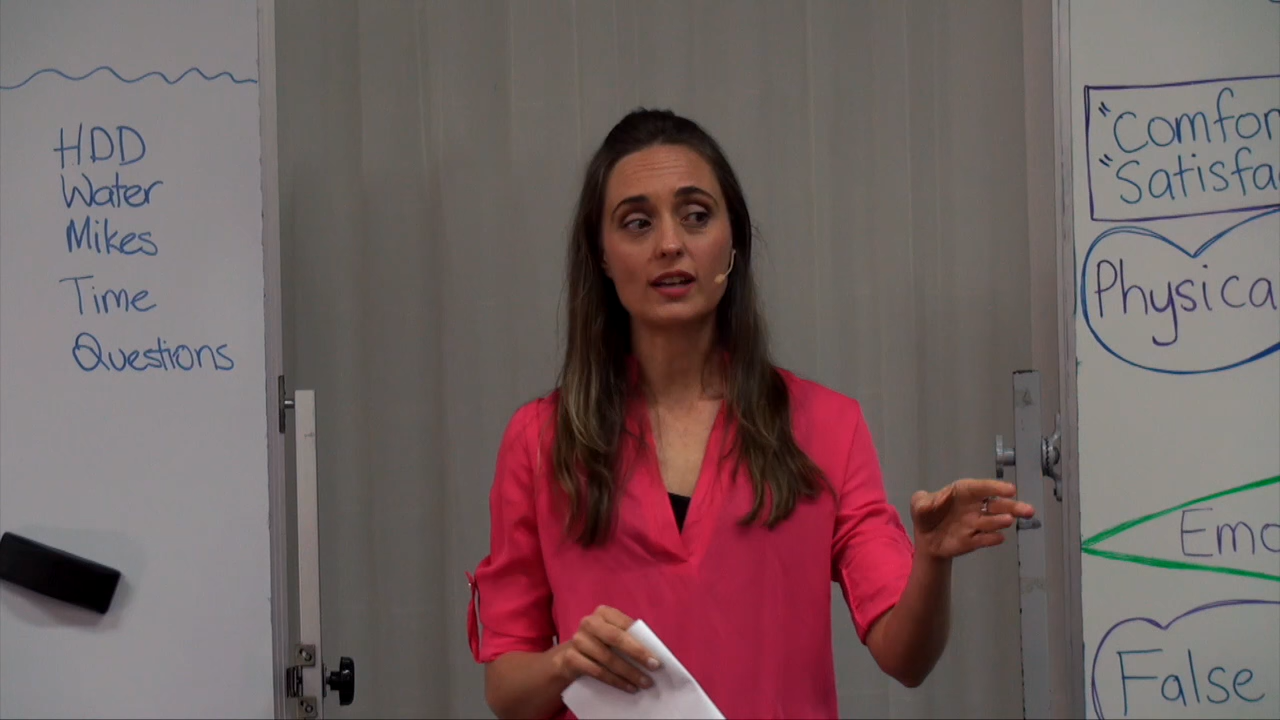 HDD
Water
Mikes
Time
Questions
"Comfor
"Satisfa
Physica
Emo
False